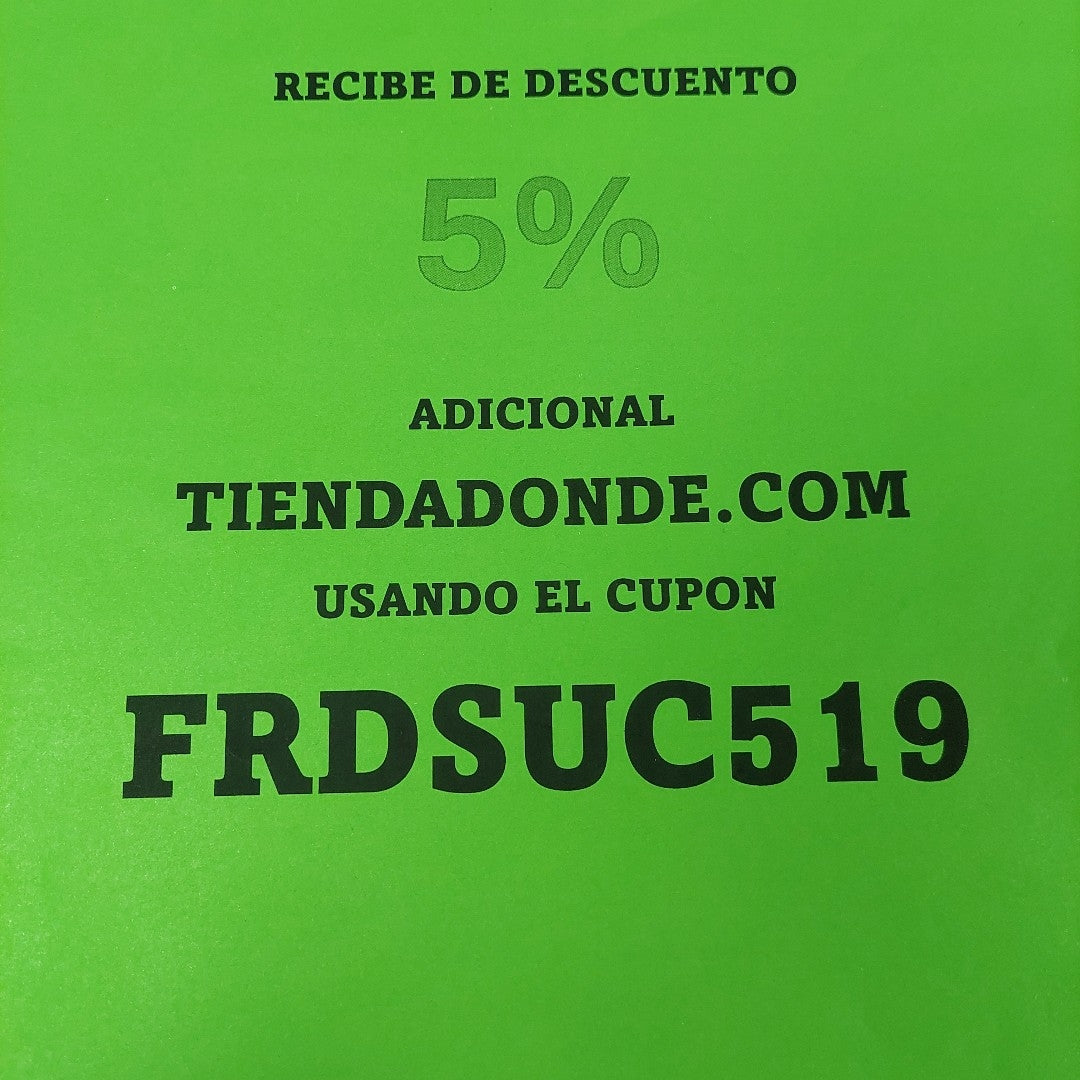 RECIBE DE DESCUENTO
5%
ADICIONAL
TIENDADONDE.COM
USANDO EL CUPON
FRDSUC519